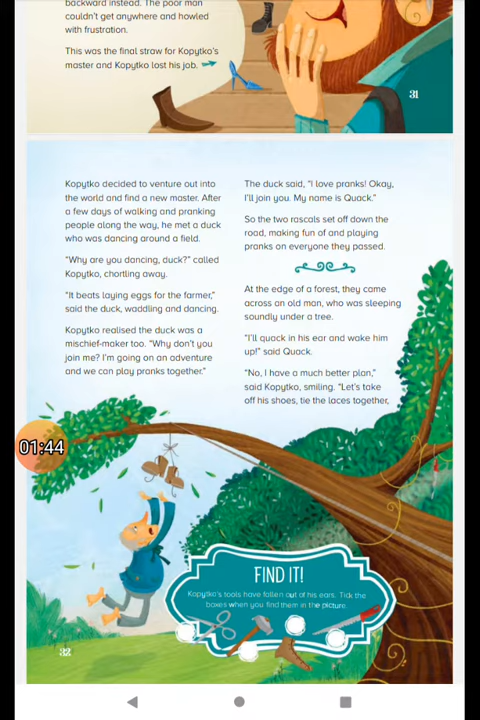 backward instead. The poor man
couldn't get anywhere and howled
with frustration.
This was the final straw for Kopytko's
master and Kopytko lost his job.
31
Kopytko decided to venture out into
the world and find a new master. After
a few days of walking and pranking
people along the way, he met a duck
who was dancing around a field.
"Why are you dancing, duck?" called
Kopytko, chortling away.
"It beats laying eggs for the farmer,"
said the duck, waddling and dancing.
Kopytko realised the duck was a
mischief-maker too. "Why don't you
join me? I'm going on an adventure
and we can play pranks together."
The duck said, "I love pranks! Okay,
I'll join you. My name is Quack."
So the two rascals set off down the
road, making fun of and playing
pranks on everyone they passed.
At the edge of a forest, they came
across an old man, who was sleeping
soundly under a tree.
"I'll quack in his ear and wake him
up!" said Quack.
"No, I have a much better plan,"
said Kopytko, smiling. "Let's take
off his shoes, tie the laces together,
01:44
FIND IT!
Kopytko's tools have fallen out of his ears. Tick the
boxes when you find them in the picture.
32